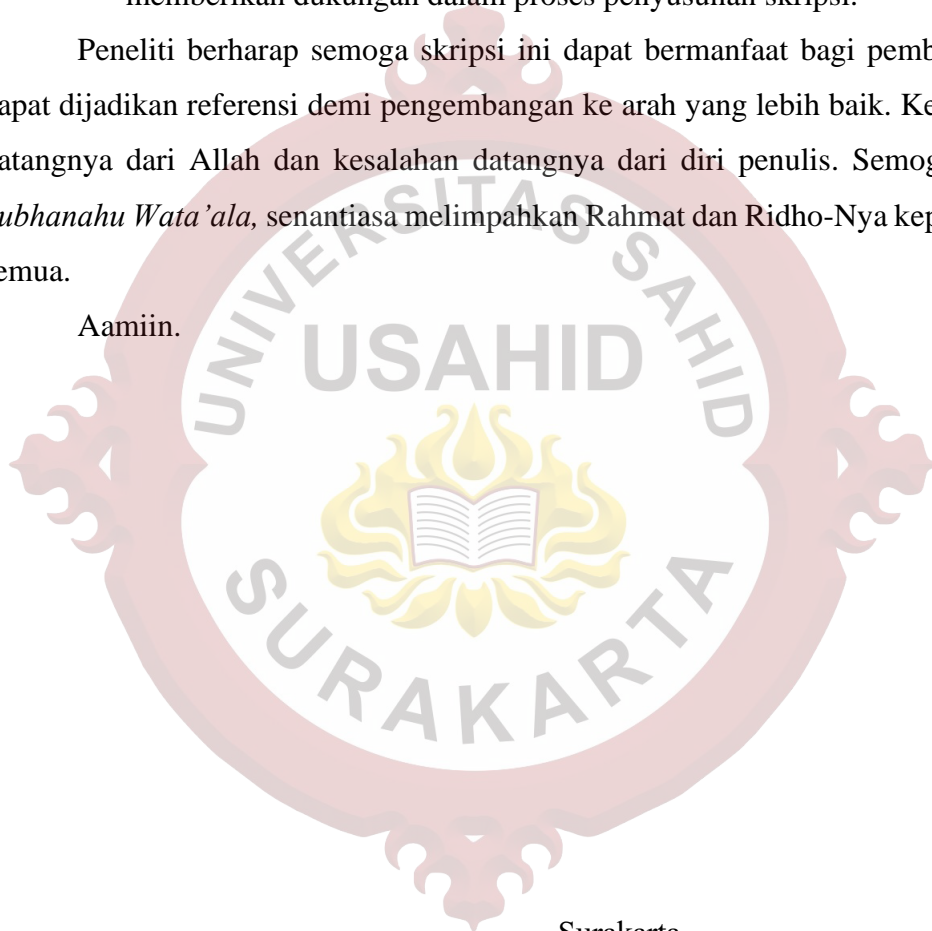 memberikan dukungan dalam proses penyusunan skripsi.
Peneliti berharap semoga skripsi ini dapat bermanfaat bagi pemb
apat dijadikan referensi demi pengembangan ke arah yang lebih baik. Ke
atangnya dari Allah dan kesalahan datangnya dari diri penulis. Semog
ubhanahu Wata’ala, senantiasa melimpahkan Rahmat dan Ridho-Nya kep
emua.
Aamiin.
UNIVERSITAS SAHID
USAHID
SURAKARTA
Surakarta